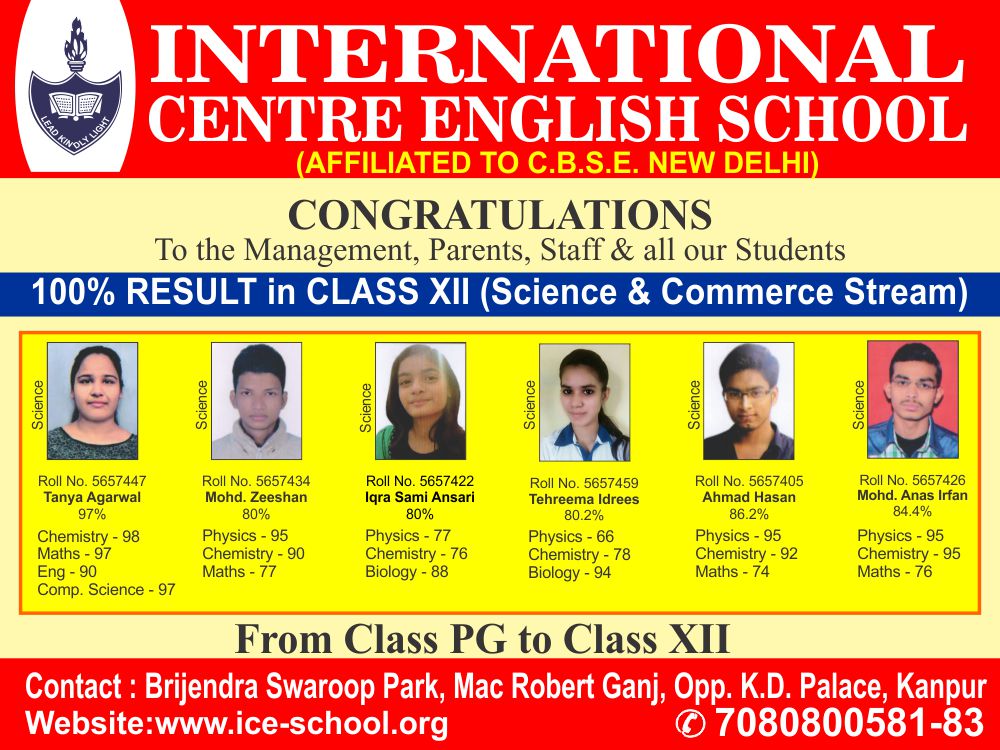 LEAD KINDLY LIGHT
INTERNATIONAL
CENTRE ENGLISH SCHOOL
(AFFILIATED TO C.B.S.E. NEW DELHI)
CONGRATULATIONS
To the Management, Parents, Staff & all our Students
100% RESULT in CLASS XII (Science & Commerce Stream)
Science
Roll No. 5657447
Tanya Agarwal
97%
Chemistry - 98
Maths - 97
Eng - 90
Comp. Science - 97
Science
Roll No. 5657434
Mohd. Zeeshan
80%
Physics - 95
Chemistry - 90
Maths - 77
Science
Roll No. 5657422
Iqra Sami Ansari
80%
Physics - 77
Chemistry - 76
Biology - 88
Science
Roll No. 5657459
Tehreema Idrees
80.2%
Physics - 66
Chemistry - 78
Biology - 94
Science
Roll No. 5657405
Ahmad Hasan
86.2%
Physics - 95
Chemistry - 92
Maths - 74
Science
Roll No. 5657426
Mohd. Anas Irfan
84.4%
Physics - 95
Chemistry - 95
Maths - 76
From Class PG to Class XII
Contact : Brijendra Swaroop Park, Mac Robert Ganj, Opp. K.D. Palace, Kanpur
Website:www.ice-school.org
✆ 7080800581-83